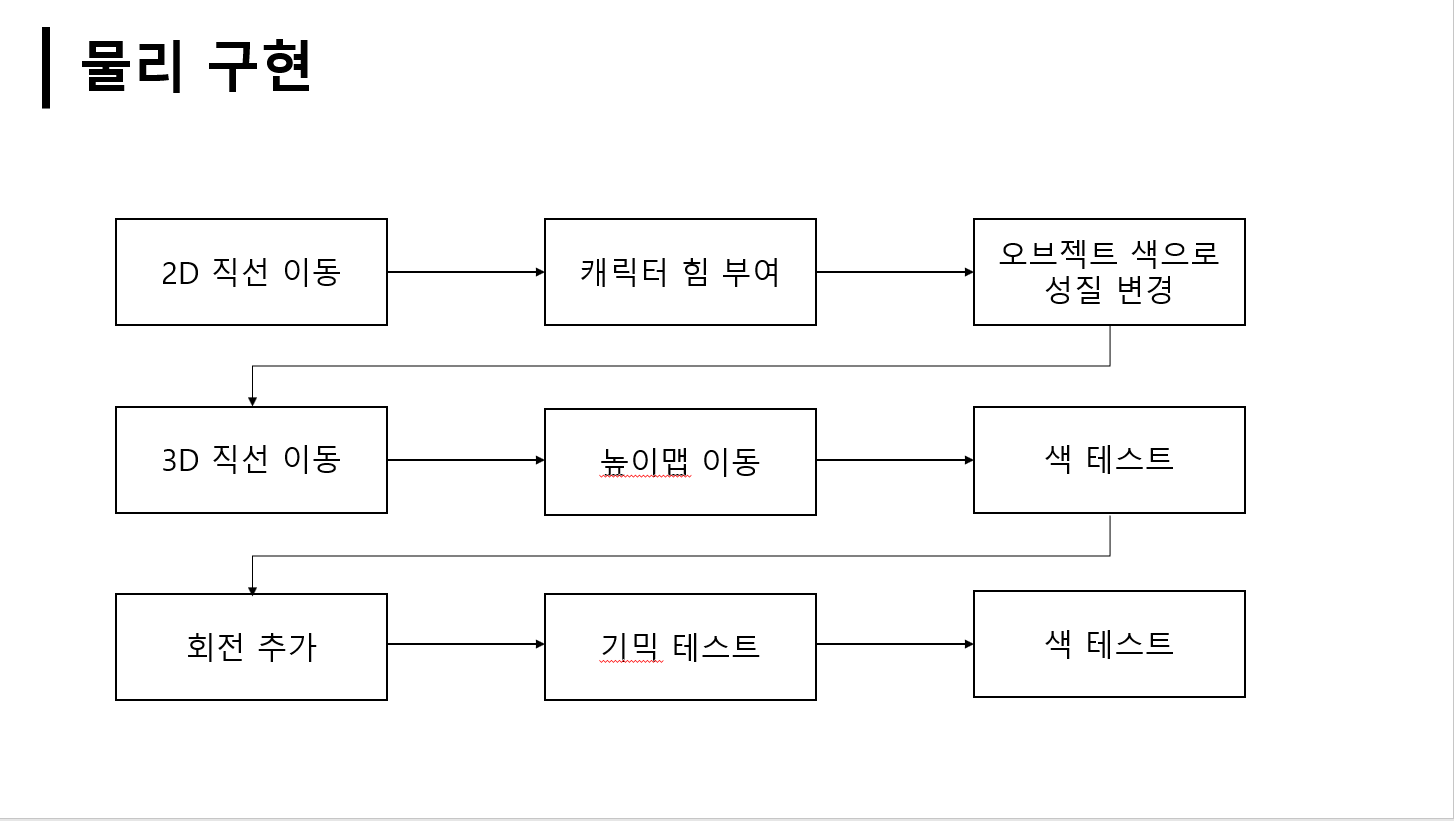 물리 구현
2D 직선 이동
캐릭터 힘 부여
오브젝트 색으로
성질 변경
3D 직선 이동
높이맵 이동
색 테스트
회전 추가
기믹 테스트
색 테스트